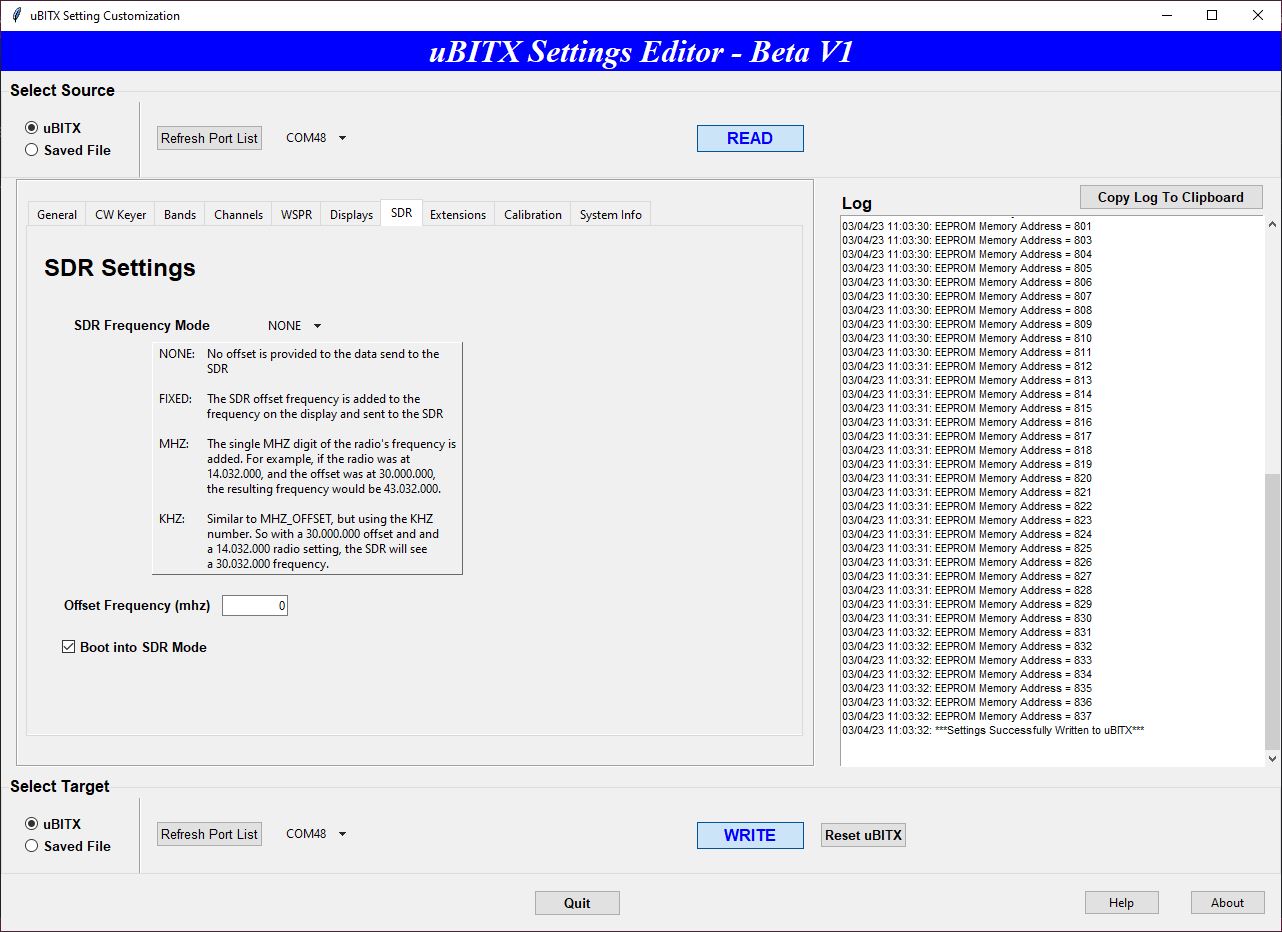 uBITX Setting Customization
uBITX Settings Editor - Beta V1
Select Source
uBITX
Saved File
Refresh Port List
COM48
READ
General
CW Keyer
Bands
Channels
WSPR
Displays
SDR
Extensions
Calibration
System Info
SDR Settings
SDR Frequency Mode
NONE
NONE: No offset is provided to the data send to the
SDR
FIXED: The SDR offset frequency is added to the
frequency on the display and sent to the SDR
MHZ: The single MHZ digit of the radio's frequency is
added. For example, if the radio was at
14.032.000, and the offset was at 30.000.000,
the resulting frequency would be 43.032.000.
KHZ: Similar to MHZ_OFFSET, but using the KHZ
number. So with a 30.000.000 offset and and
a 14.032.000 radio setting, the SDR will see
a 30.032.000 frequency.
Offset Frequency (mhz)
0
Boot into SDR Mode
Log
Copy Log To Clipboard
03/04/23 11:03:30: EEPROM Memory Address = 801
03/04/23 11:03:30: EEPROM Memory Address = 803
03/04/23 11:03:30: EEPROM Memory Address = 804
03/04/23 11:03:30: EEPROM Memory Address = 805
03/04/23 11:03:30: EEPROM Memory Address = 806
03/04/23 11:03:30: EEPROM Memory Address = 807
03/04/23 11:03:30: EEPROM Memory Address = 808
03/04/23 11:03:30: EEPROM Memory Address = 809
03/04/23 11:03:30: EEPROM Memory Address = 810
03/04/23 11:03:30: EEPROM Memory Address = 811
03/04/23 11:03:31: EEPROM Memory Address = 812
03/04/23 11:03:31: EEPROM Memory Address = 813
03/04/23 11:03:31: EEPROM Memory Address = 814
03/04/23 11:03:31: EEPROM Memory Address = 815
03/04/23 11:03:31: EEPROM Memory Address = 816
03/04/23 11:03:31: EEPROM Memory Address = 817
03/04/23 11:03:31: EEPROM Memory Address = 818
03/04/23 11:03:31: EEPROM Memory Address = 819
03/04/23 11:03:31: EEPROM Memory Address = 820
03/04/23 11:03:31: EEPROM Memory Address = 821
03/04/23 11:03:31: EEPROM Memory Address = 822
03/04/23 11:03:31: EEPROM Memory Address = 823
03/04/23 11:03:31: EEPROM Memory Address = 824
03/04/23 11:03:31: EEPROM Memory Address = 825
03/04/23 11:03:31: EEPROM Memory Address = 826
03/04/23 11:03:31: EEPROM Memory Address = 827
03/04/23 11:03:31: EEPROM Memory Address = 828
03/04/23 11:03:31: EEPROM Memory Address = 829
03/04/23 11:03:31: EEPROM Memory Address = 830
03/04/23 11:03:32: EEPROM Memory Address = 831
03/04/23 11:03:32: EEPROM Memory Address = 832
03/04/23 11:03:32: EEPROM Memory Address = 833
03/04/23 11:03:32: EEPROM Memory Address = 834
03/04/23 11:03:32: EEPROM Memory Address = 835
03/04/23 11:03:32: EEPROM Memory Address = 836
03/04/23 11:03:32: EEPROM Memory Address = 837
03/04/23 11:03:32: ***Settings Successfully Written to uBITX***
Select Target
uBITX
Saved File
Refresh Port List
COM48
WRITE
Reset uBITX
Quit
Help
About